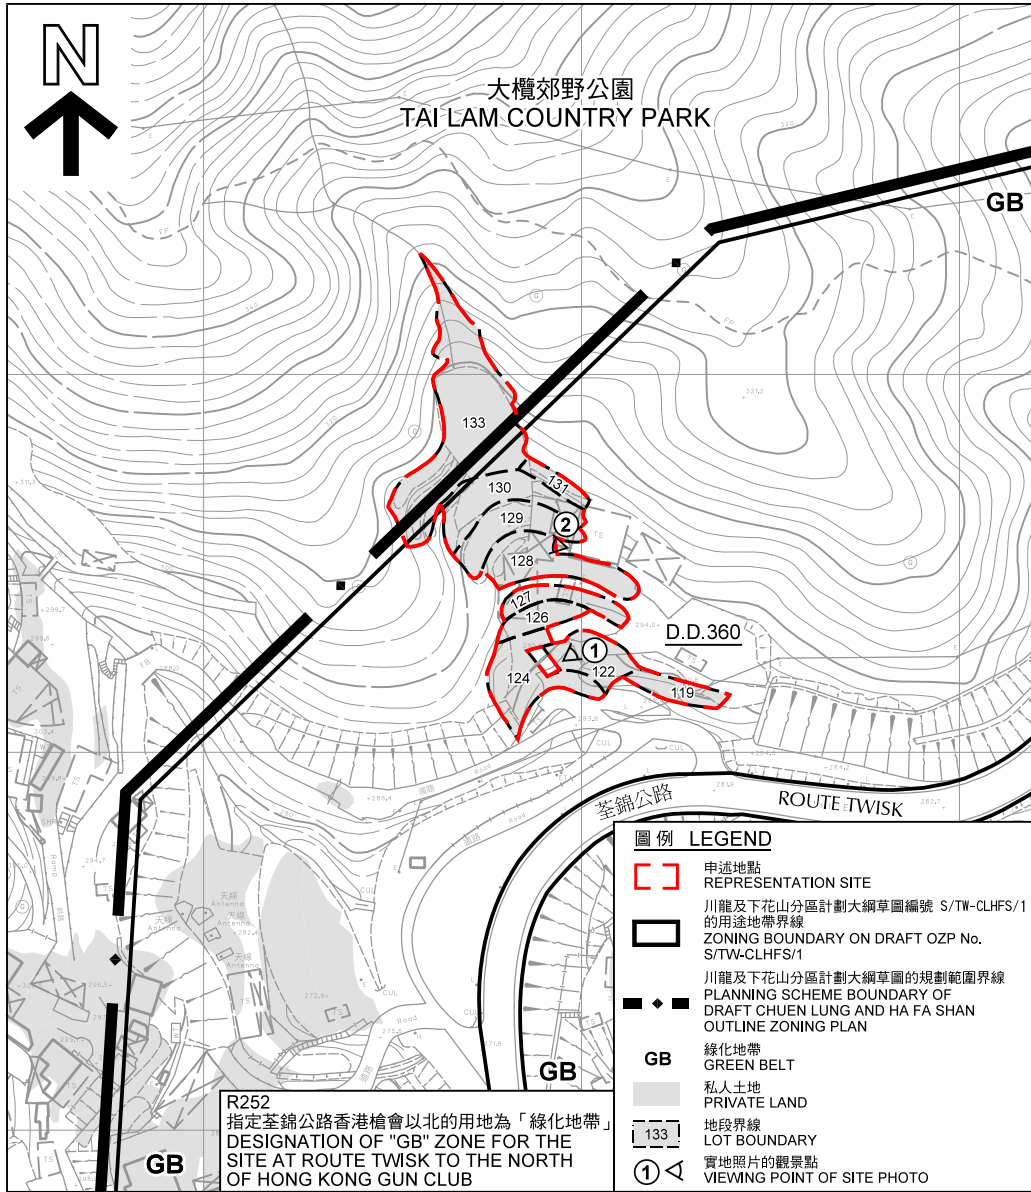 N
大欖郊野公園
TAI LAM COUNTRY PARK
GB
133
131
130
129
2
128
127
126
D.D.360
1
124
122
119
荃錦公路
ROUTE TWISK
GB
GB
R252
指定荃錦公路香港槍會以北的用地為「綠化地帶」
DESIGNATION OF "GB" ZONE FOR THE
SITE AT ROUTE TWISK TO THE NORTH
OF HONG KONG GUN CLUB
圖例 LEGEND
申述地點
REPRESENTATION SITE
川龍及下花山分區計劃大綱草圖編號 S/TW-CLHFS/1
的用途地帶界線
ZONING BOUNDARY ON DRAFT OZP No.
S/TW-CLHFS/1
川龍及下花山分區計劃大綱草圖的規劃範圍界線
PLANNING SCHEME BOUNDARY OF
DRAFT CHUEN LUNG AND HA FA SHAN
OUTLINE ZONING PLAN
GB
綠化地帶
GREEN BELT
私人土地
PRIVATE LAND
133
地段界線
LOT BOUNDARY
1
實地照片的觀景點
VIEWING POINT OF SITE PHOTO